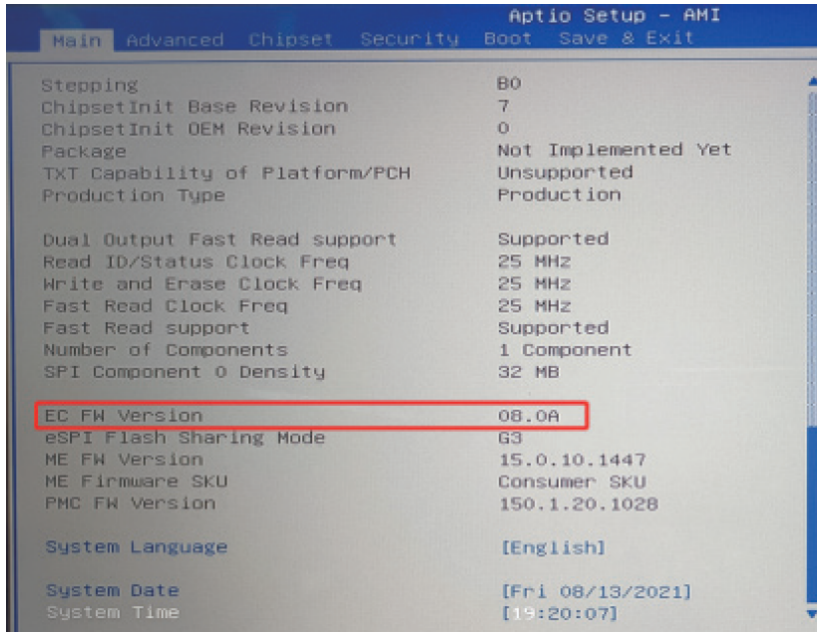 Aptio Setup - AMI
Main Advanced Chipset Security Boot Save & Exit
Stepping B0
ChipsetInit Base Revision 7
ChipsetInit OEM Revision 0
Package Not Implemented Yet
TXT Capability of Platform/PCH Unsupported
Production Type Production
Dual Output Fast Read support Supported
Read ID/Status Clock Freq 25 MHz
Write and Erase Clock Freq 25 MHz
Fast Read Clock Freq 25 MHz
Fast Read support Supported
Number of Components 1 Component
SPI Component 0 Density 32 MB
EC FW Version 08.0A
eSPI Flash Sharing Mode G3
ME FW Version 15.0.10.1447
ME Firmware SKU Consumer SKU
PMC FW Version 150.1.20.1028
System Language [English]
System Date [Fri 08/13/2021]
System Time [19:20:07]